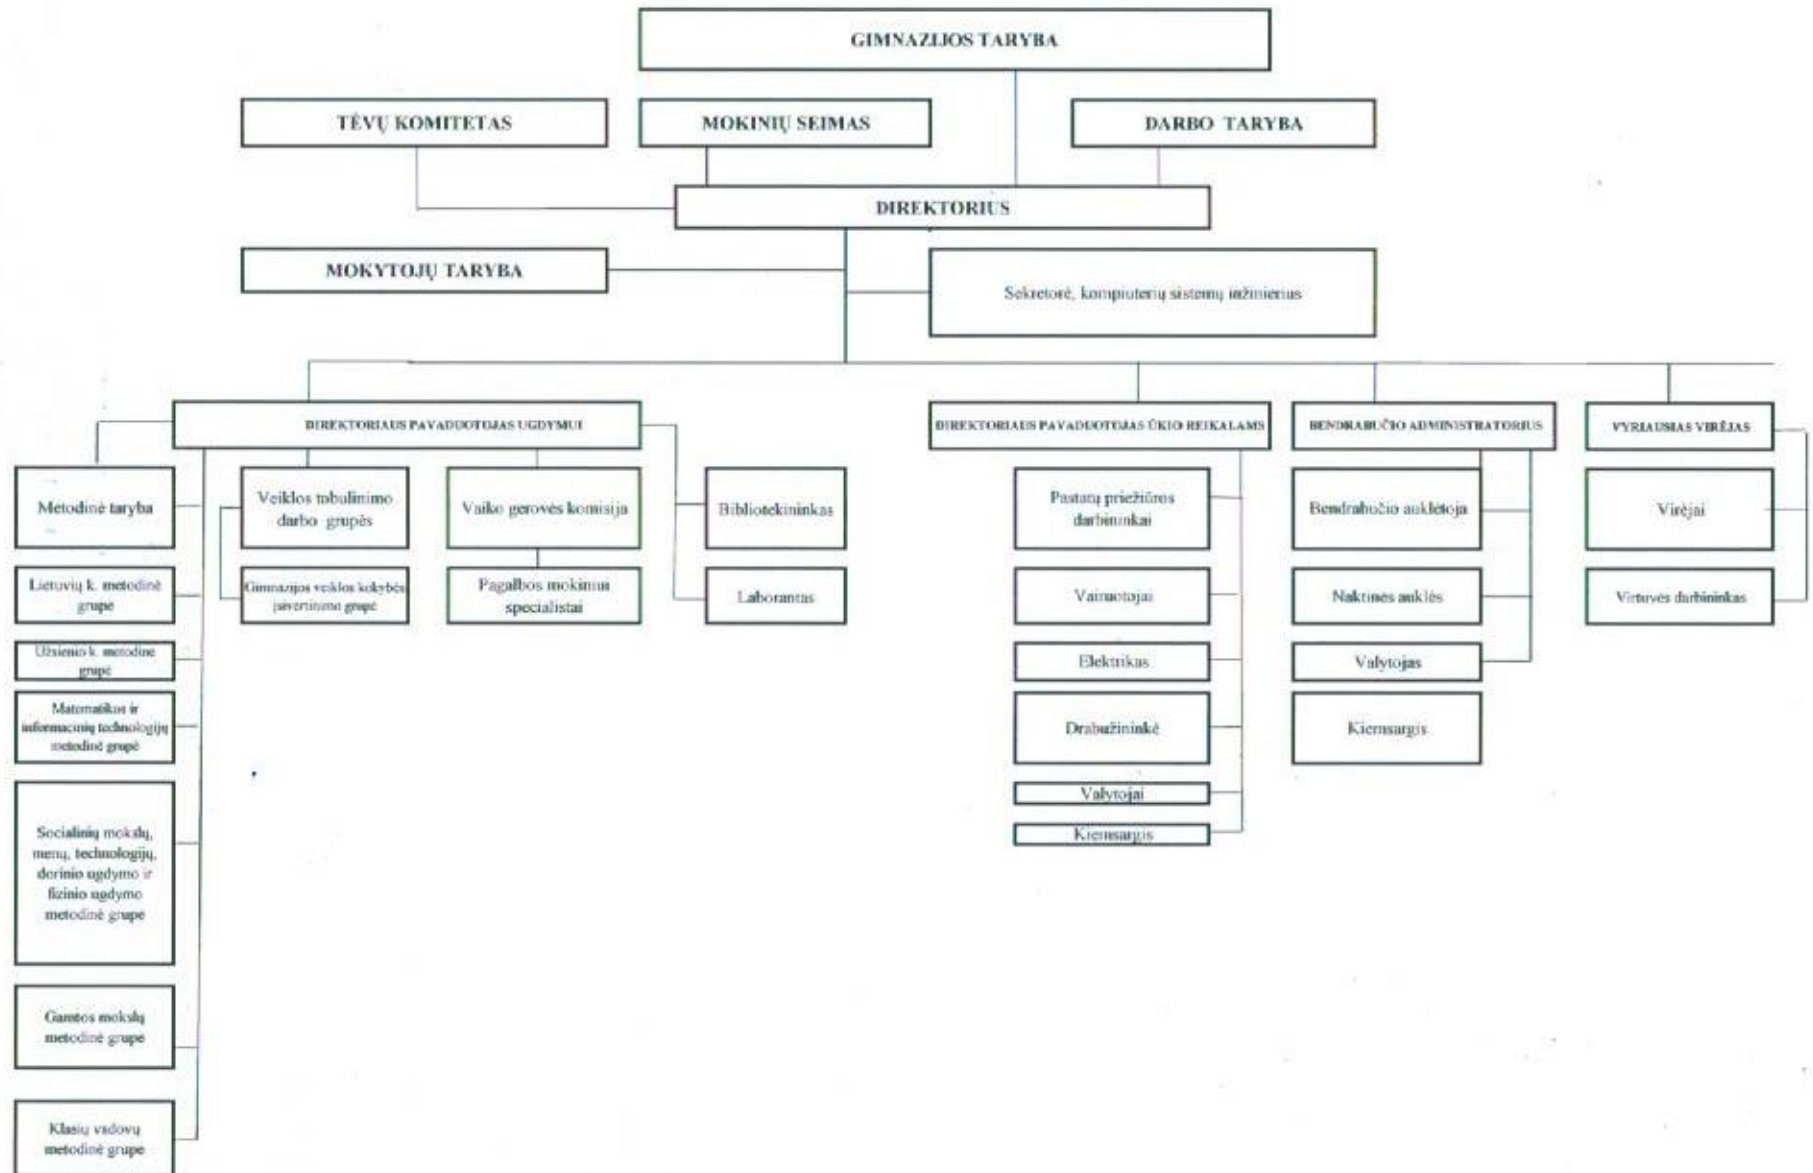 GIMNAZIJOS TARYBA
TĖVŲ KOMITETAS
MOKINIŲ SEIMAS
DARBO TARYBA
DIREKTORIUS
MOKYTOJŲ TARYBA
Sekretorė, kompiuterių sistemų inžinierius
DIREKTORIAUS PAVADUOTOJAS UGDYMUI
DIREKTORIAUS PAVADUOTOJAS ŪKIO REIKALAMS
BENDRABUČIO ADMINISTRATORIUS
VYRIAUSIAS VIRĖJAS
Metodinė taryba
Veiklos tobulinimo
darbo grupės
Vaiko gerovės komisija
Bibliotekininkas
Pastatų priežiūros
darbininkai
Bendrabučio auklėtoja
Virėjai
Lietuvių k. metodinė
grupė
Gimnazijos veiklos kokybės
įsivertinimo grupė
Pagalbos mokiniui
specialistai
Laborantas
Vairuotojai
Naktinės auklės
Virtuvės darbininkas
Užsienio k. metodinė
grupė
Elektrikas
Valytojas
Matematikos ir
informacinių technologijų
metodinė grupė
Drabužininkė
Kiemsargis
Socialinių mokslų,
menų, technologijų,
dorinio ugdymo ir
fizinio ugdymo
metodinė grupė
Valytojai
Kiemsargis
Gamtos mokslų
metodinė grupė
Klasių vadovų
metodinė grupė